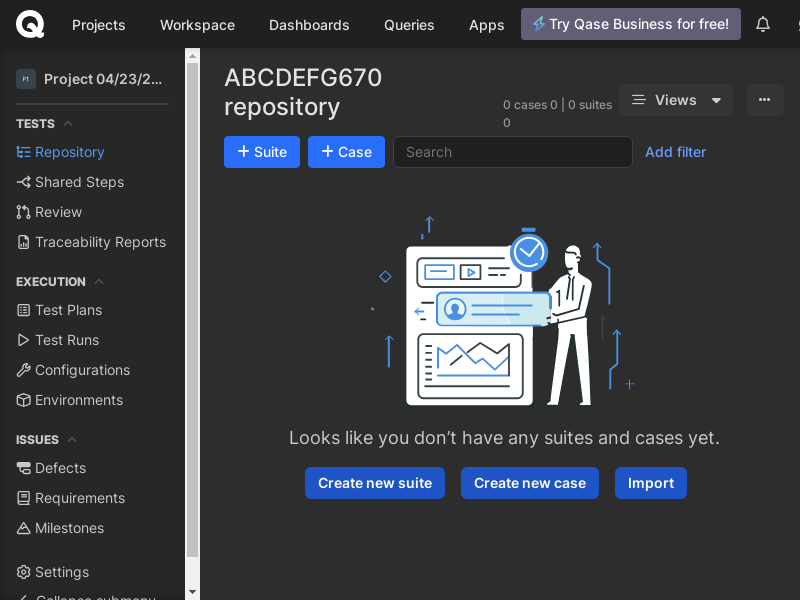 Projects
Workspace
Dashboards
Queries
Apps
Try Qase Business for free!
P1
Project 04/23/2...
TESTS
Repository
Shared Steps
Review
Traceability Reports
EXECUTION
Test Plans
Test Runs
Configurations
Environments
ISSUES
Defects
Requirements
Milestones
Settings
Collapse submenu
ABCDEFG670
repository
0 cases 0 | 0 suites
0
Views
+ Suite
+ Case
Search
Add filter
Looks like you don’t have any suites and cases yet.
Create new suite
Create new case
Import